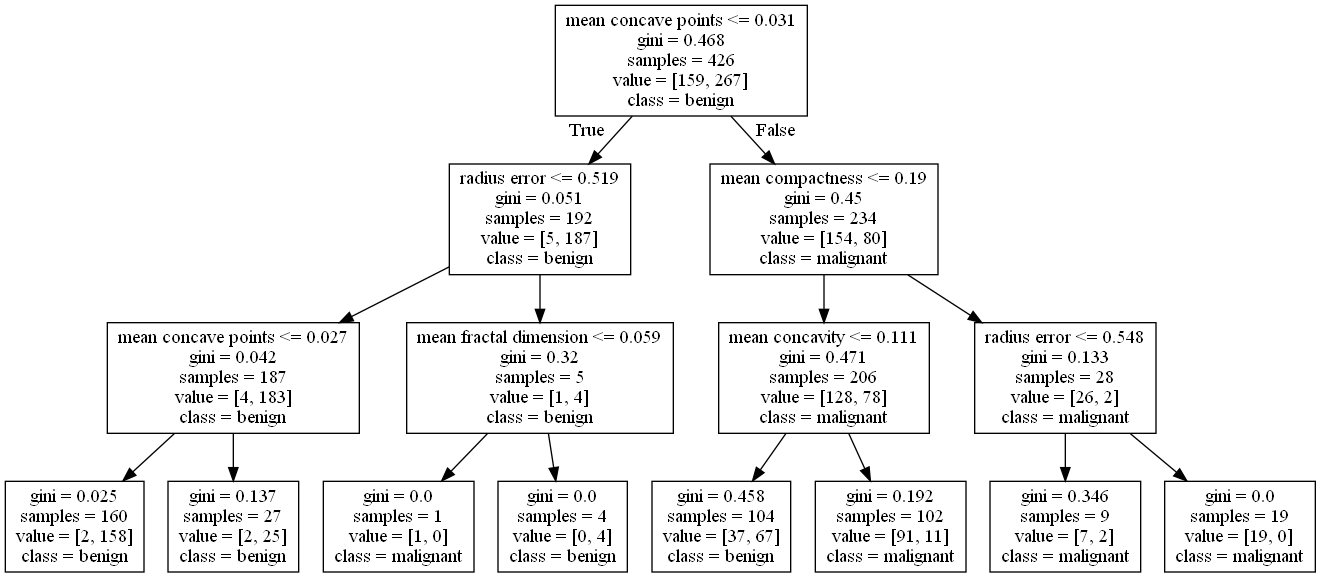 mean concave points <= 0.031
gini = 0.468
samples = 426
value = [159, 267]
class = benign
True
False
radius error <= 0.519
gini = 0.051
samples = 192
value = [5, 187]
class = benign
mean compactness <= 0.19
gini = 0.45
samples = 234
value = [154, 80]
class = malignant
mean concave points <= 0.027
gini = 0.042
samples = 187
value = [4, 183]
class = benign
mean fractal dimension <= 0.059
gini = 0.32
samples = 5
value = [1, 4]
class = benign
mean concavity <= 0.111
gini = 0.471
samples = 206
value = [128, 78]
class = malignant
radius error <= 0.548
gini = 0.133
samples = 28
value = [26, 2]
class = malignant
gini = 0.025
samples = 160
value = [2, 158]
class = benign
gini = 0.137
samples = 27
value = [2, 25]
class = benign
gini = 0.0
samples = 1
value = [1, 0]
class = malignant
gini = 0.0
samples = 4
value = [0, 4]
class = benign
gini = 0.458
samples = 104
value = [37, 67]
class = benign
gini = 0.192
samples = 102
value = [91, 11]
class = malignant
gini = 0.346
samples = 9
value = [7, 2]
class = malignant
gini = 0.0
samples = 19
value = [19, 0]
class = malignant